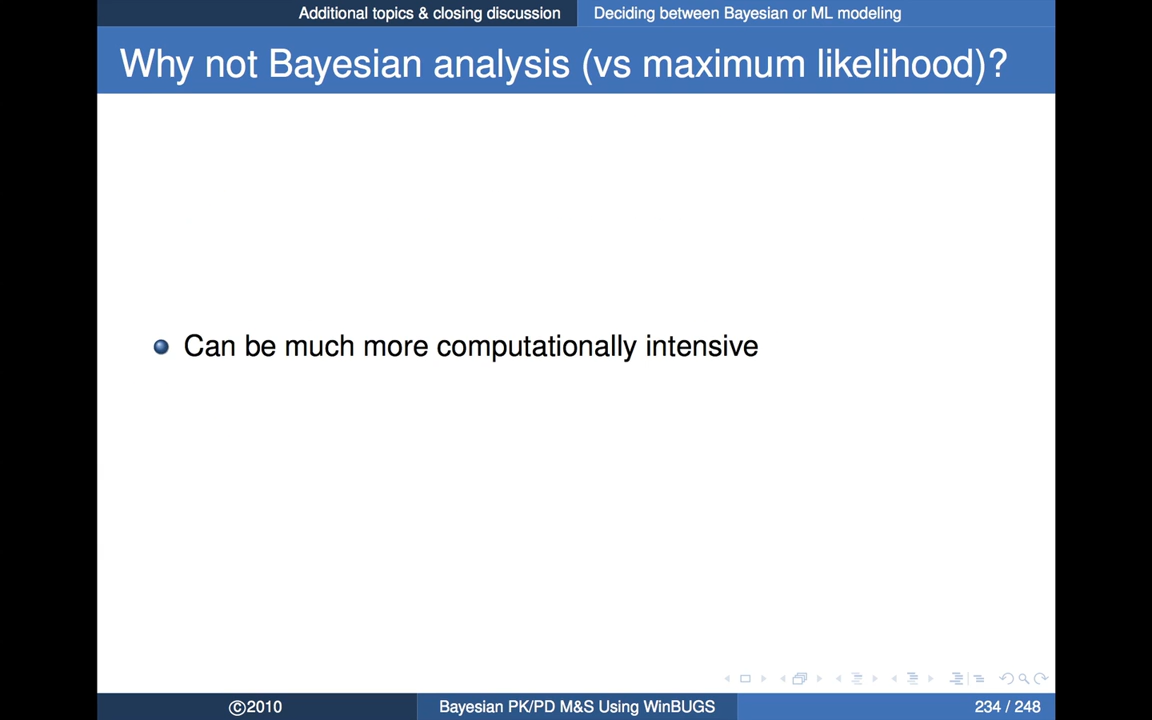 Additional topics & closing discussion Deciding between Bayesian or ML modeling
Why not Bayesian analysis (vs maximum likelihood)?
Can be much more computationally intensive
©2010 Bayesian PK/PD M&S Using WinBUGS 234 / 248